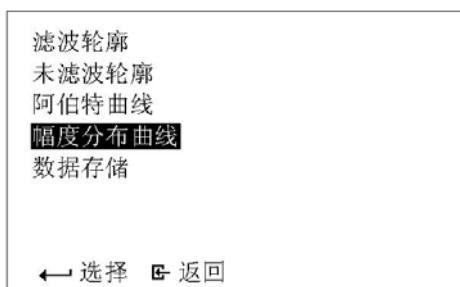 滤波轮廓
未滤波轮廓
阿伯特曲线
幅度分布曲线
数据存储
选择 返回